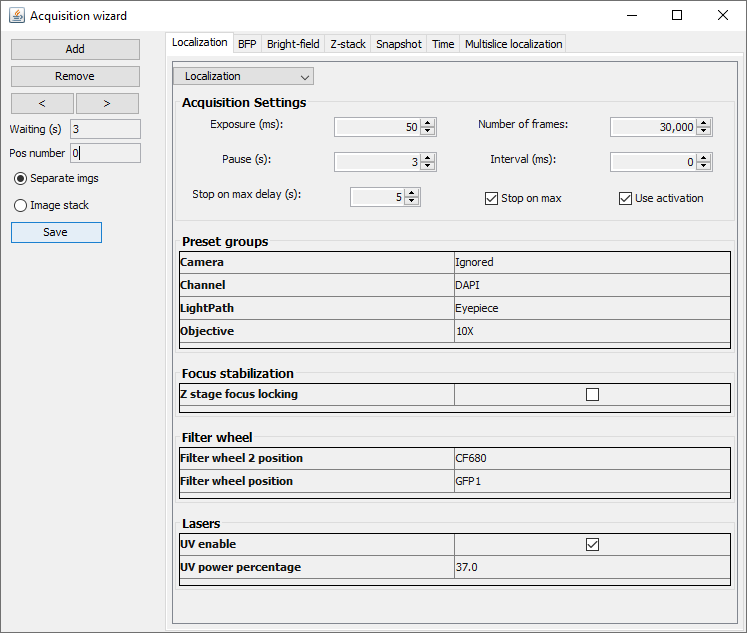 Acquisition wizard
Add
Remove
< >
Waiting (s) 3
Pos number 0
Separate imgs
Image stack
Save
Localization BFP Bright-field Z-stack Snapshot Time Multislice localization
Localization
Acquisition Settings
Exposure (ms): 50 Number of frames: 30,000
Pause (s): 3 Interval (ms): 0
Stop on max delay (s): 5 Stop on max Use activation
Preset groups
Camera Ignored
Channel DAPI
LightPath Eyepiece
Objective 10X
Focus stabilization
Z stage focus locking
Filter wheel
Filter wheel 2 position CF680
Filter wheel position GFP1
Lasers
UV enable
UV power percentage 37.0